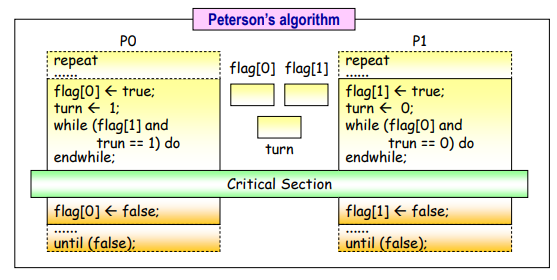 Peterson's algorithm
P0
repeat
......
flag[0] ← true;
turn ← 1;
while (flag[1] and
trun == 1) do
endwhile;
flag[0] flag[1]
turn
P1
repeat
......
flag[1] ← true;
turn ← 0;
while (flag[0] and
trun == 0) do
endwhile;
Critical Section
flag[0] ← false;
......
until (false);
flag[1] ← false;
......
until (false);